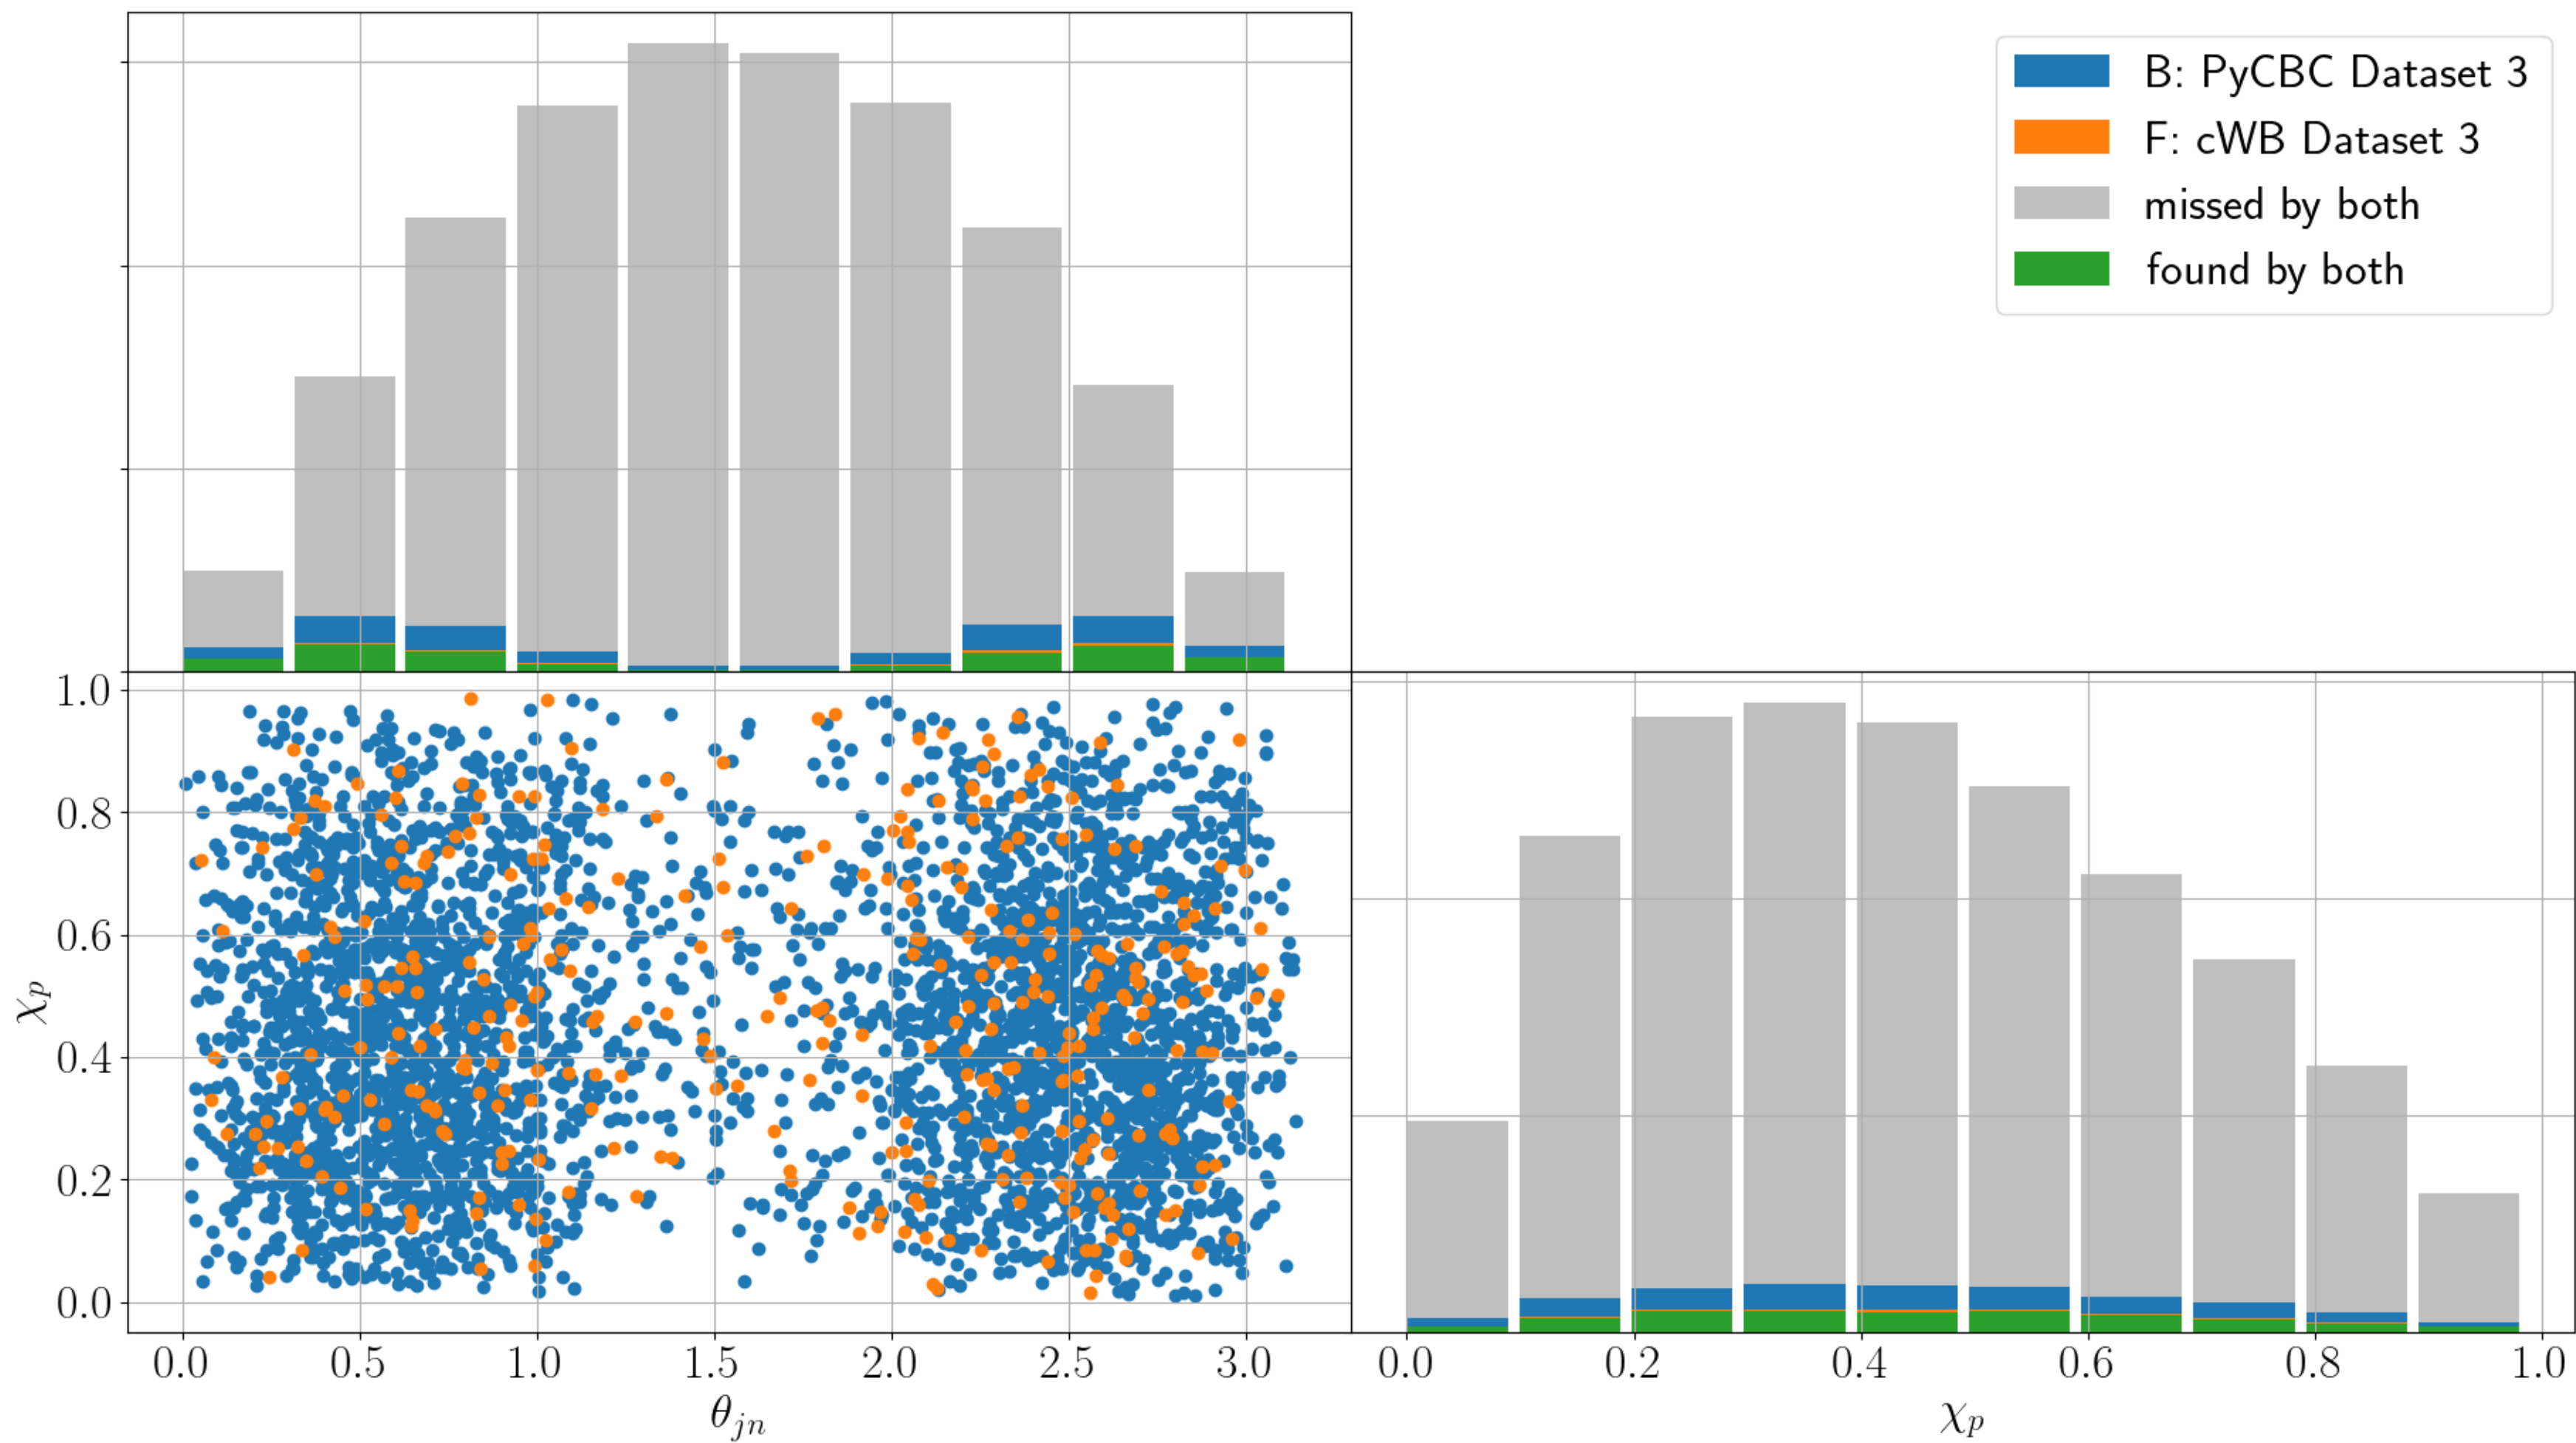 B: PyCBC Dataset 3
F: cWB Dataset 3
missed by both
found by both
1.0
0.8
0.6
0.4
0.2
0.0
χp
0.0 0.5 1.0 1.5 2.0 2.5 3.0
θjn
0.0 0.2 0.4 0.6 0.8 1.0
χp